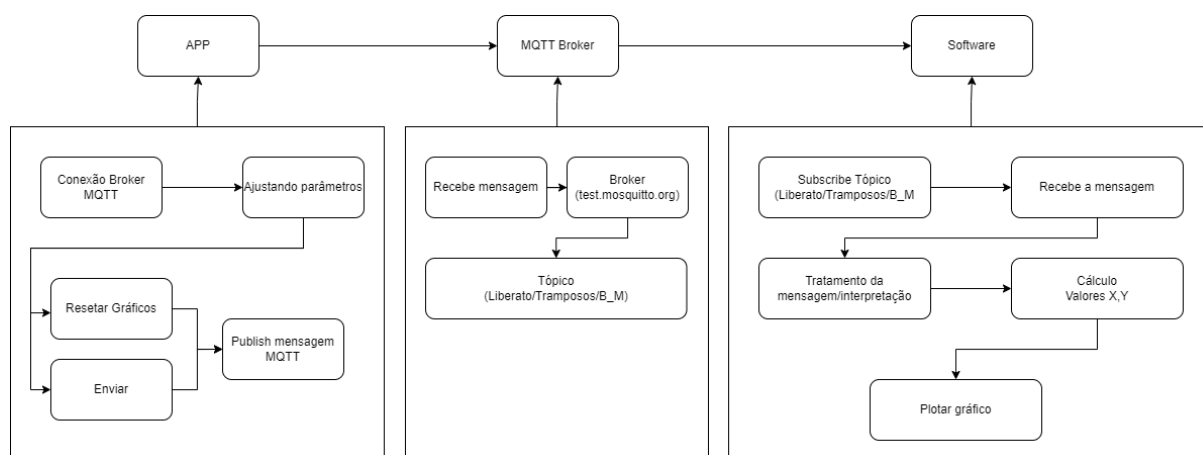 APP
MQTT Broker
Software
Conexão Broker
MQTT
Ajustando parâmetros
Resetar Gráficos
Enviar
Publish mensagem
MQTT
Recebe mensagem
Broker
(test.mosquitto.org)
Tópico
(Liberato/Tramposos/B_M)
Subscribe Tópico
(Liberato/Tramposos/B_M
Recebe a mensagem
Tratamento da
mensagem/interpretação
Cálculo
Valores X,Y
Plotar gráfico